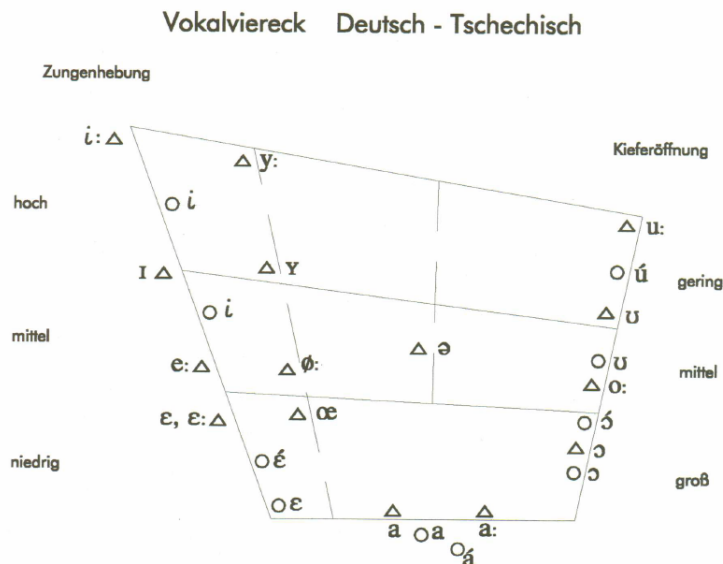 Vokalviereck Deutsch - Tschechisch
Zungenhebung
Kieferöffnung
i:
y:
hoch
i
u:
ú
gering
ɪ
ʏ
ʊ
i
mittel
ə
e:
ø:
ʊ
mittel
o:
ɛ, ɛ:
œ
ɔ́
ɔ
niedrig
ɛ́
ɔ
groß
ɛ
a
a
a:
á